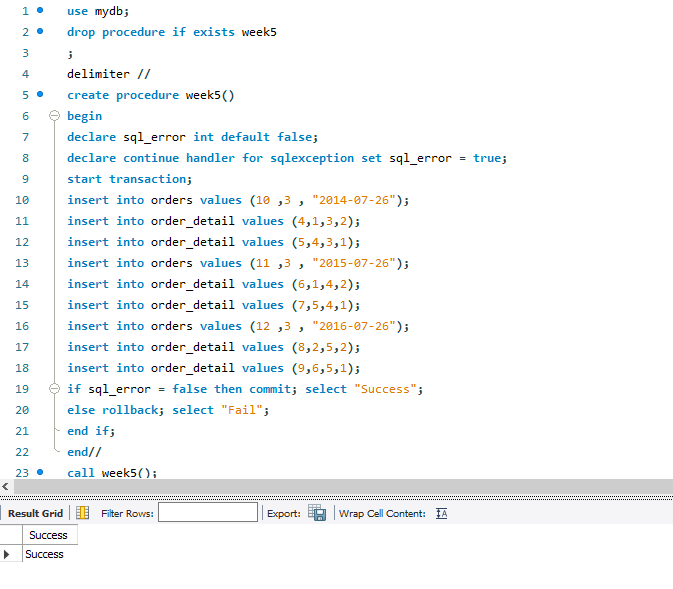 1 use mydb;
2 drop procedure if exists week5
3 ;
4 delimiter //
5 create procedure week5()
6 begin
7 declare sql_error int default false;
8 declare continue handler for sqlexception set sql_error = true;
9 start transaction;
10 insert into orders values (10 ,3 , "2014-07-26");
11 insert into order_detail values (4,1,3,2);
12 insert into order_detail values (5,4,3,1);
13 insert into orders values (11 ,3 , "2015-07-26");
14 insert into order_detail values (6,1,4,2);
15 insert into order_detail values (7,5,4,1);
16 insert into orders values (12 ,3 , "2016-07-26");
17 insert into order_detail values (8,2,5,2);
18 insert into order_detail values (9,6,5,1);
19 if sql_error = false then commit; select "Success";
20 else rollback; select "Fail";
21 end if;
22 end//
23 call week5();
Result Grid Filter Rows: Export: Wrap Cell Content: IA
Success
Success